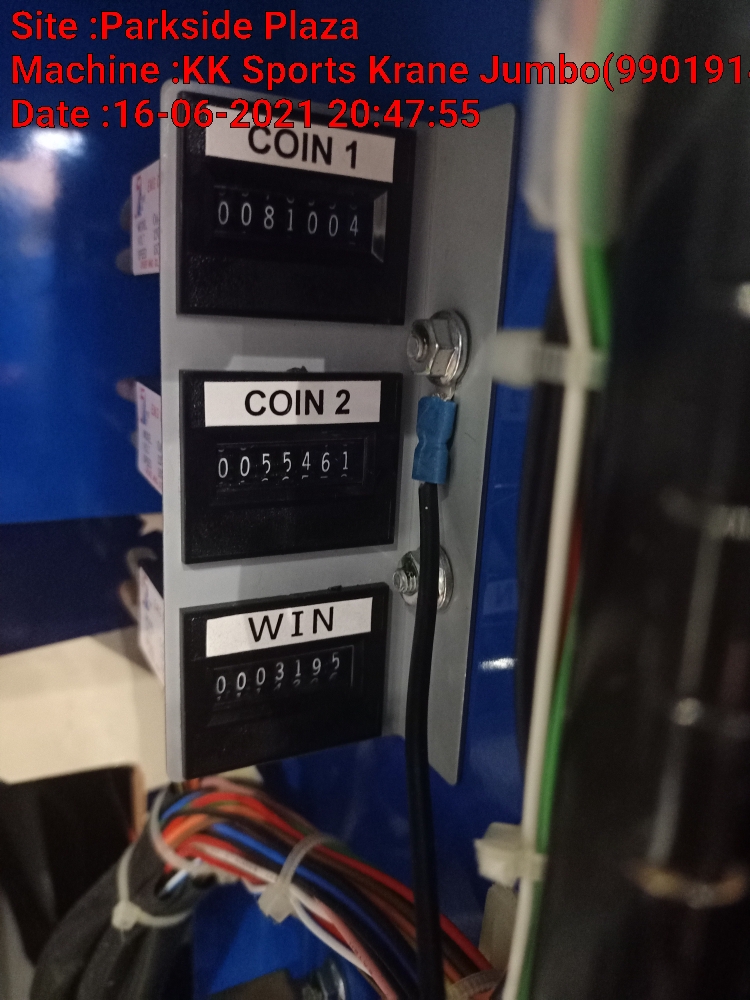 Site :Parkside Plaza
Machine :KK Sports Krane Jumbo(990191
Date :16-06-2021 20:47:55
COIN 1
0081004
COIN 2
0055461
WIN
0003195